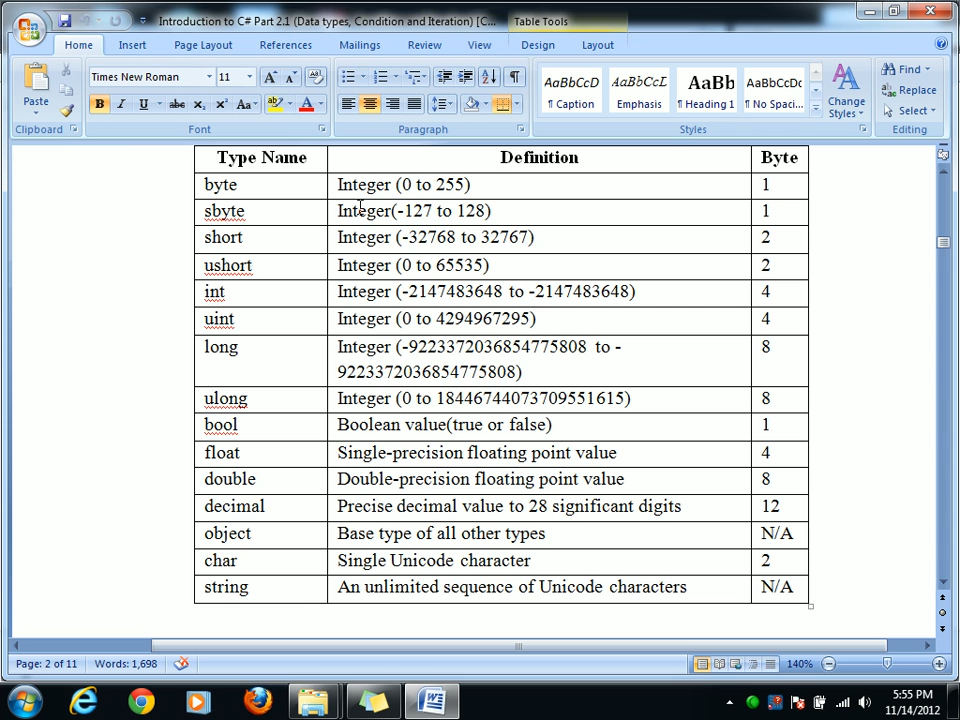 Introduction to C# Part 2.1 (Data types, Condition and Iteration) [C...
Table Tools
Home Insert Page Layout References Mailings Review View Design Layout
Paste
Clipboard
Times New Roman 11
B I U abc x₂ x² Aa
Font
Paragraph
AaBbCcD AaBbCcL AaBb AaBbCcDc
¶ Caption Emphasis ¶ Heading 1 ¶ No Spaci...
Change Styles
Styles
Find
Replace
Select
Editing
Type Name Definition Byte
byte Integer (0 to 255) 1
sbyte Integer(-127 to 128) 1
short Integer (-32768 to 32767) 2
ushort Integer (0 to 65535) 2
int Integer (-2147483648 to -2147483648) 4
uint Integer (0 to 4294967295) 4
long Integer (-9223372036854775808 to - 8
9223372036854775808)
ulong Integer (0 to 18446744073709551615) 8
bool Boolean value(true or false) 1
float Single-precision floating point value 4
double Double-precision floating point value 8
decimal Precise decimal value to 28 significant digits 12
object Base type of all other types N/A
char Single Unicode character 2
string An unlimited sequence of Unicode characters N/A
Page: 2 of 11 Words: 1,698 140%
5:55 PM
11/14/2012